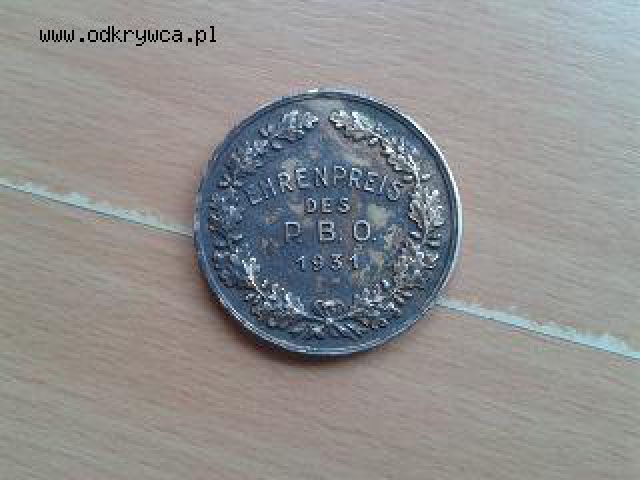 www.odkrywca.pl
EHRENPREIS
DES
P.B.O.
1931